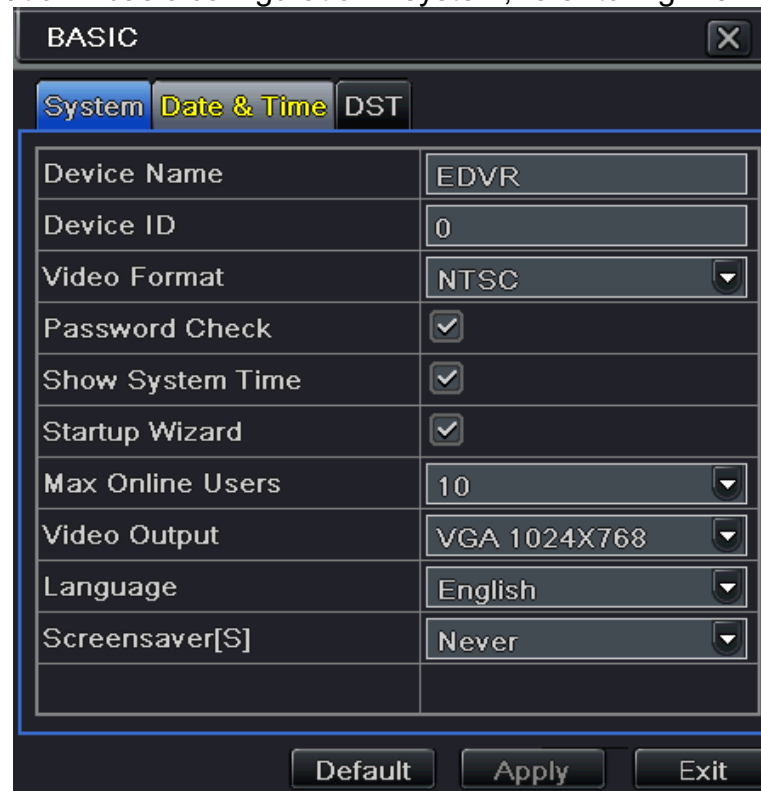 BASIC
System Date & Time DST
Device Name EDVR
Device ID 0
Video Format NTSC
Password Check
Show System Time
Startup Wizard
Max Online Users 10
Video Output VGA 1024X768
Language English
Screensaver[S] Never
Default Apply Exit